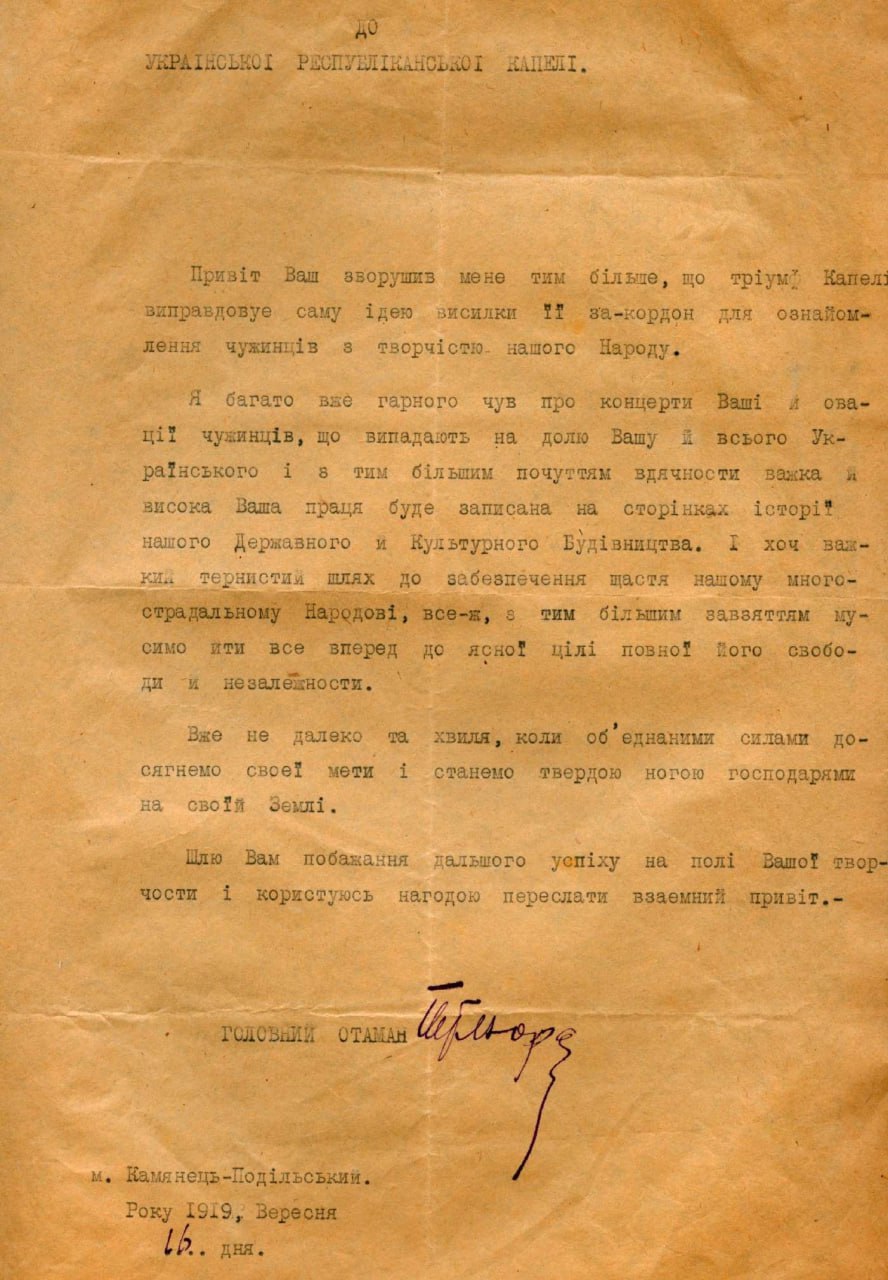 ДО
УКРАІНСЬКОІ РЕСПУБЛІКАНСЬКОІ КАПЕЛІ.
Привіт Ваш зворушив мене тим більше, що тріумф Капелі
виправдовуе саму ідею висилки ЇЇ за-кордон для ознайом-
лення чужинців з творчістю нашого Народу.
Я багато вже гарного чув про концерти Ваші й ова-
ції чужинців, що випадають на долю Вашу й всього Ук-
раїнського і з тим більшим почуттям вдячности важка й
висока Ваша праця буде записана на сторінках історії
нашого Державного й Культурного Будівництва. І хоч важ-
кий тернистий шлях до забезпечення щастя нашому много-
страдальному Народові, все-ж, з тим більшим завзяттям му-
симо йти все вперед до ясної цілі повної його свобо-
ди й незалежности.
Вже не далеко та хвиля, коли об'еднаними силами до-
сягнемо своеї мети і станемо твердою ногою господарями
на своїй Землі.
Шлю Вам побажання дальшого успіху на полі Вашої твор-
чости і користуюсь нагодою переслати взаемний привіт.-
ГОЛОВНИЙ ОТАМАН Петлюра
м. Камянець-Подільський.
Року 1919, Вересня
16.. дня.